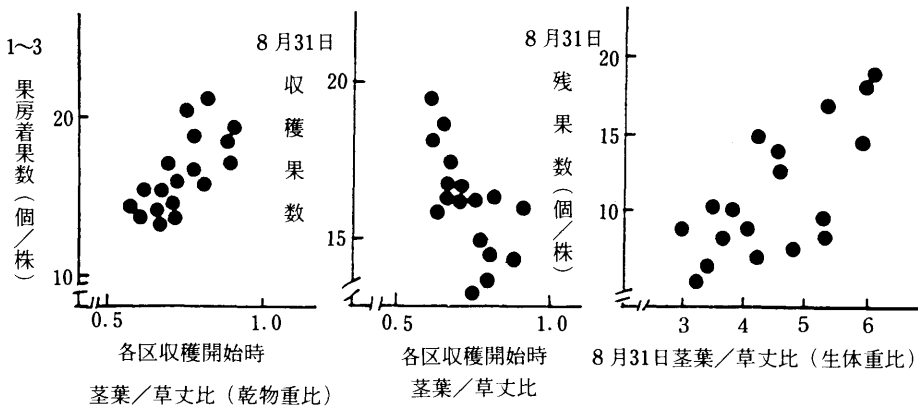 1～3
果房着果数(個／株)
20
10
0.5
1.0
各区収穫開始時
茎葉／草丈比(乾物重比)
8月31日
収穫果数
20
15
0.5
1.0
各区収穫開始時
茎葉／草丈比
8月31日
残果数(個／株)
20
15
10
3
4
5
6
8月31日茎葉／草丈比(生体重比)